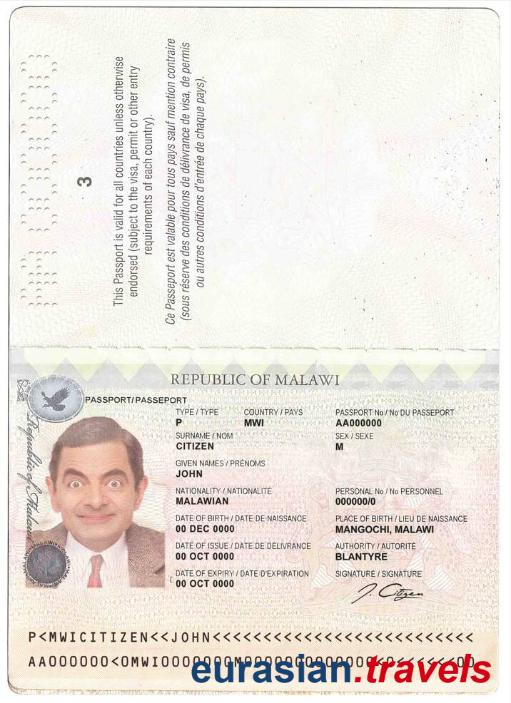 3
This Passport is valid for all countries unless otherwise
endorsed (subject to the visa, permit or other entry
requirements of each country).
Ce Passeport est valable pour tous pays sauf mention contraire
(sous réserve des conditions de délivrance de visa, de permis
ou autres conditions d'entrée de chaque pays).
REPUBLIC OF MALAWI
PASSPORT/PASSEPORT
TYPE / TYPE COUNTRY / PAYS PASSPORT No / No DU PASSEPORT
P MWI AA000000
SURNAME / NOM SEX / SEXE
CITIZEN M
GIVEN NAMES / PRÉNOMS
JOHN
NATIONALITY / NATIONALITÉ PERSONAL No / No PERSONNEL
MALAWIAN 000000/0
DATE OF BIRTH / DATE DE NAISSANCE PLACE OF BIRTH / LIEU DE NAISSANCE
00 DEC 0000 MANGOCHI, MALAWI
DATE OF ISSUE / DATE DE DÉLIVRANCE AUTHORITY / AUTORITÉ
00 OCT 0000 BLANTYRE
DATE OF EXPIRY / DATE D'EXPIRATION SIGNATURE / SIGNATURE
00 OCT 0000 J. Citizen
Republic of Malawi
P<MWICITIZEN<<JOHN<<<<<<<<<<<<<<<<<<<<<<<<<<
eurasian.travels